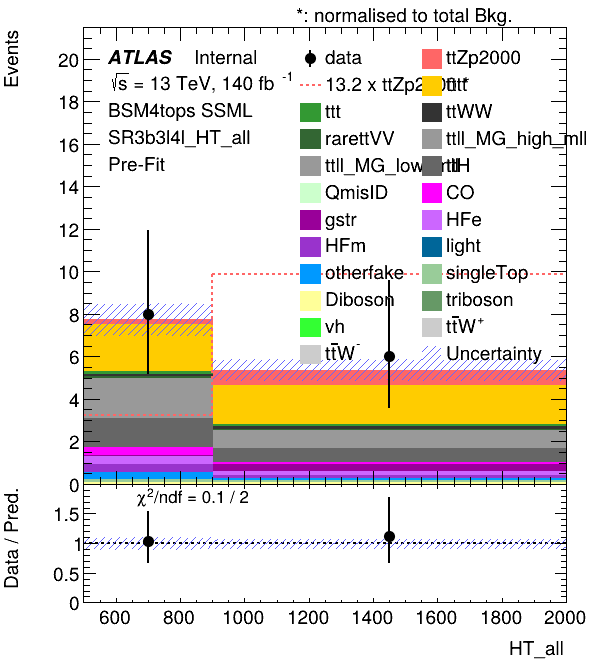 *: normalised to total Bkg.
Events
ATLAS Internal
√s = 13 TeV, 140 fb⁻¹
BSM4tops SSML
SR3b3l4l_HT_all
Pre-Fit
data
ttZp2000
13.2 x ttZp2000 *
tttt
ttt
ttWW
rarettVV
ttll_MG_high_mll
ttll_MG_low_mll
ttH
QmisID
CO
gstr
HFe
HFm
light
otherfake
singleTop
Diboson
triboson
vh
tt̄W⁺
tt̄W⁻
Uncertainty
20
18
16
14
12
10
8
6
4
2
0
χ²/ndf = 0.1 / 2
Data / Pred.
1.5
1
0.5
0
600 800 1000 1200 1400 1600 1800 2000
HT_all